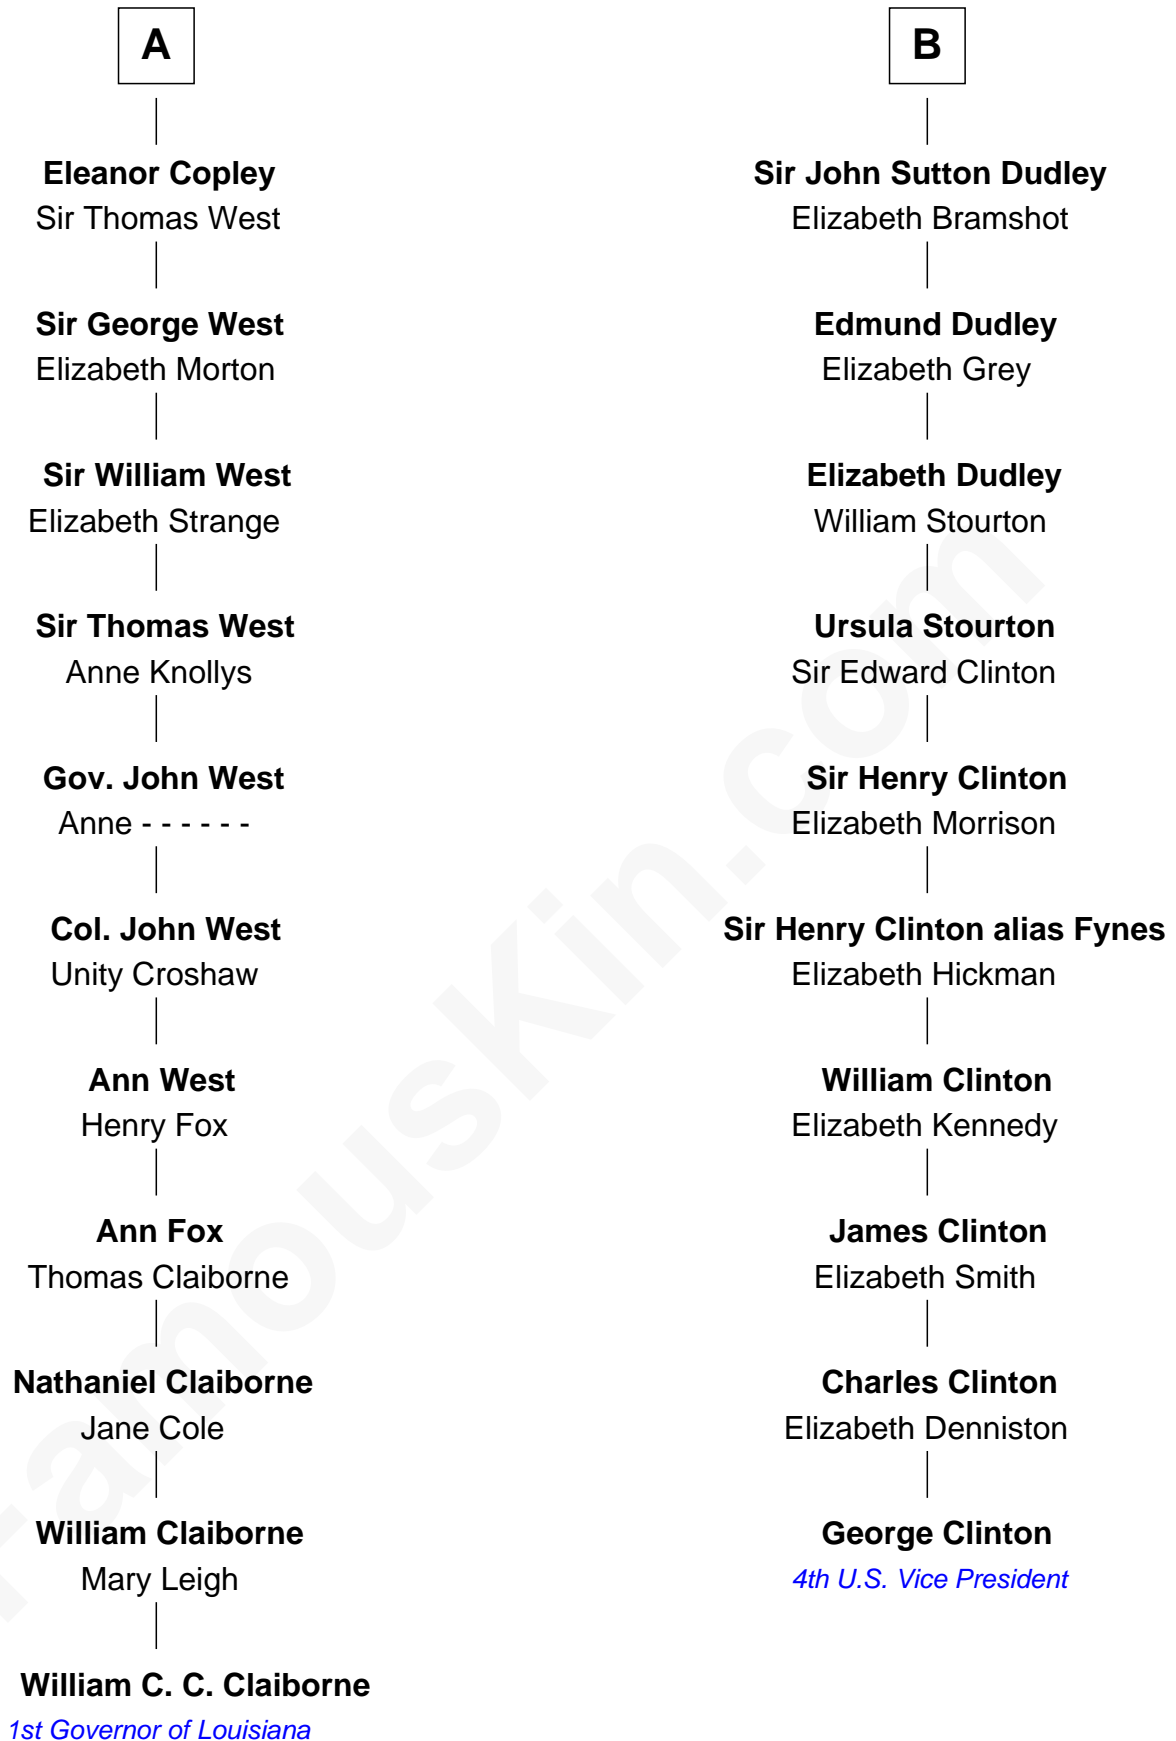 A
Eleanor Copley
Sir Thomas West
Sir George West
Elizabeth Morton
Sir William West
Elizabeth Strange
Sir Thomas West
Anne Knollys
Gov. John West
Anne - - - - - -
Col. John West
Unity Croshaw
Ann West
Henry Fox
Ann Fox
Thomas Claiborne
Nathaniel Claiborne
Jane Cole
William Claiborne
Mary Leigh
William C. C. Claiborne
1st Governor of Louisiana
B
Sir John Sutton Dudley
Elizabeth Bramshot
Edmund Dudley
Elizabeth Grey
Elizabeth Dudley
William Stourton
Ursula Stourton
Sir Edward Clinton
Sir Henry Clinton
Elizabeth Morrison
Sir Henry Clinton alias Fynes
Elizabeth Hickman
William Clinton
Elizabeth Kennedy
James Clinton
Elizabeth Smith
Charles Clinton
Elizabeth Denniston
George Clinton
4th U.S. Vice President
FamousKin.com